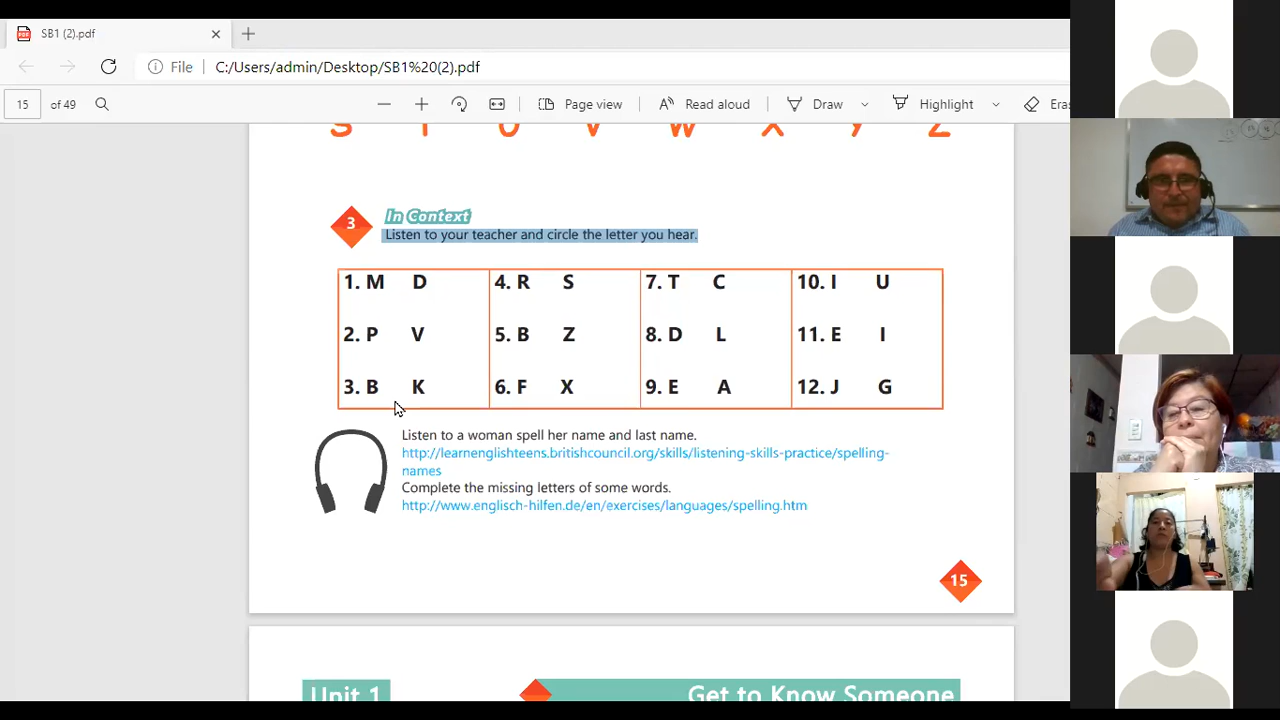 SB1 (2).pdf
File C:/Users/admin/Desktop/SB1%20(2).pdf
15 of 49 Page view Read aloud Draw Highlight
S T U V W X Y Z
3 In Context
Listen to your teacher and circle the letter you hear.
1. M D 4. R S 7. T C 10. I U
2. P V 5. B Z 8. D L 11. E I
3. B K 6. F X 9. E A 12. J G
Listen to a woman spell her name and last name.
http://learnenglishteens.britishcouncil.org/skills/listening-skills-practice/spelling-
names
Complete the missing letters of some words.
http://www.englisch-hilfen.de/en/exercises/languages/spelling.htm
15
Unit 1 Get to Know Someone